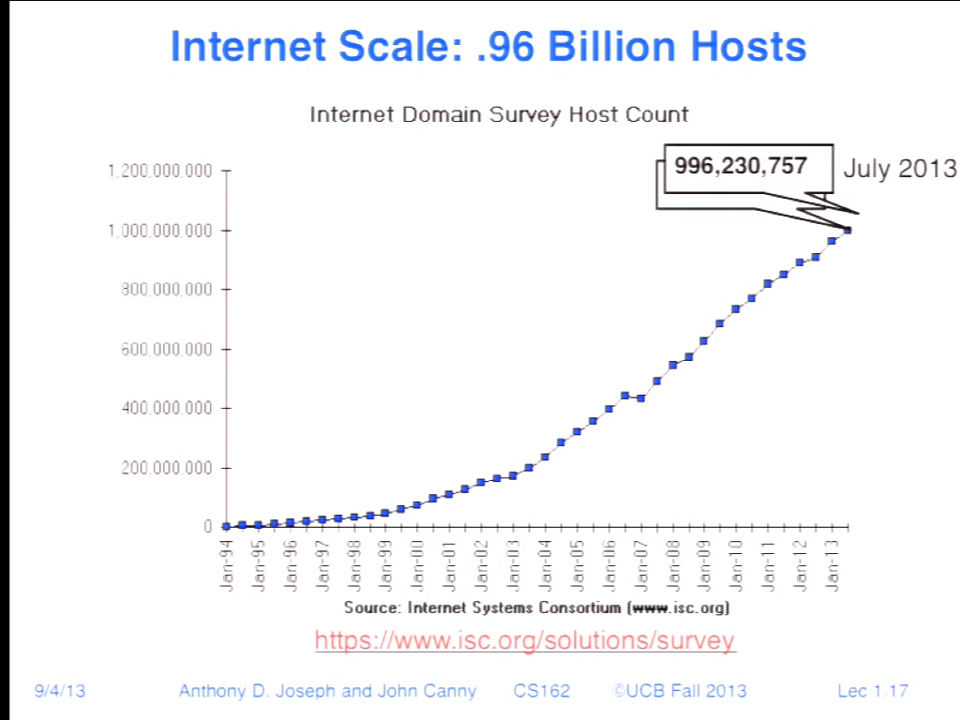 Internet Scale: .96 Billion Hosts
Internet Domain Survey Host Count
996,230,757
July 2013
1,200,000,000
1,000,000,000
800,000,000
600,000,000
400,000,000
200,000,000
0
Jan-94 Jan-95 Jan-96 Jan-97 Jan-98 Jan-99 Jan-00 Jan-01 Jan-02 Jan-03 Jan-04 Jan-05 Jan-06 Jan-07 Jan-08 Jan-09 Jan-10 Jan-11 Jan-12 Jan-13
Source: Internet Systems Consortium (www.isc.org)
https://www.isc.org/solutions/survey
9/4/13 Anthony D. Joseph and John Canny CS162 ©UCB Fall 2013 Lec 1.17